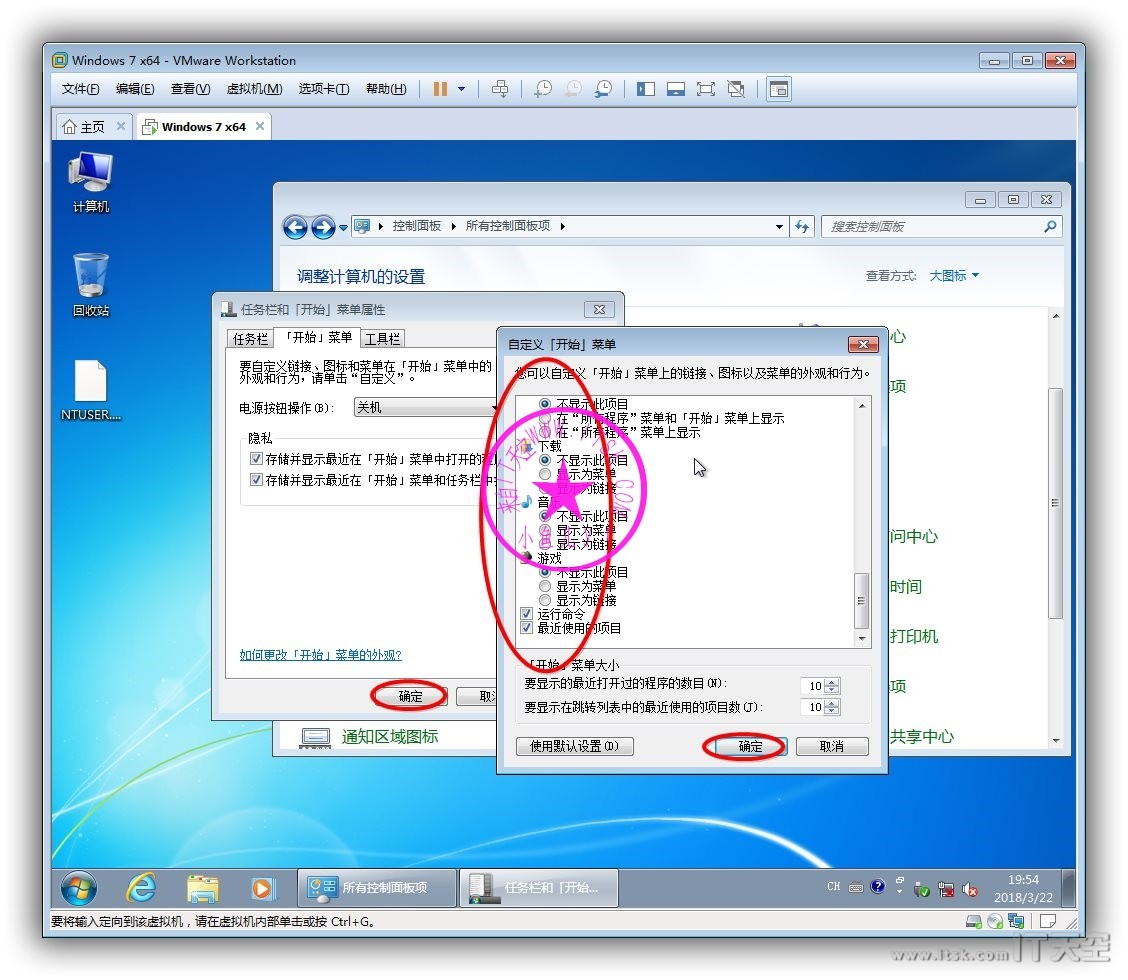 Windows 7 x64 - VMware Workstation
文件(F) 编辑(E) 查看(V) 虚拟机(M) 选项卡(T) 帮助(H)
主页 Windows 7 x64
计算机
回收站
NTUSER....
控制面板 所有控制面板项
搜索控制面板
调整计算机的设置
查看方式: 大图标
任务栏和「开始」菜单属性
任务栏 「开始」菜单 工具栏
要自定义链接、图标和菜单在「开始」菜单中的
外观和行为，请单击“自定义”。
电源按钮操作(B): 关机
隐私
存储并显示最近在「开始」菜单中打开的程
存储并显示最近在「开始」菜单和任务栏中
如何更改「开始」菜单的外观?
确定 取
自定义「开始」菜单
您可以自定义「开始」菜单上的链接、图标以及菜单的外观和行为。
不显示此项目
在“所有程序”菜单和「开始」菜单上显示
在“所有程序”菜单上显示
下载
不显示此项目
显示为菜单
显示为链接
音乐
不显示此项目
显示为菜单
显示为链接
游戏
不显示此项目
显示为菜单
显示为链接
运行命令
最近使用的项目
「开始」菜单大小
要显示的最近打开过的程序的数目(N): 10
要显示在跳转列表中的最近使用的项目数(J): 10
使用默认设置(D) 确定 取消
心
项
问中心
时间
打印机
项
共享中心
通知区域图标
所有控制面板项
任务栏和「开始...
CH
19:54
2018/3/22
要将输入定向到该虚拟机，请在虚拟机内部单击或按 Ctrl+G。
www.itsk.com IT天空